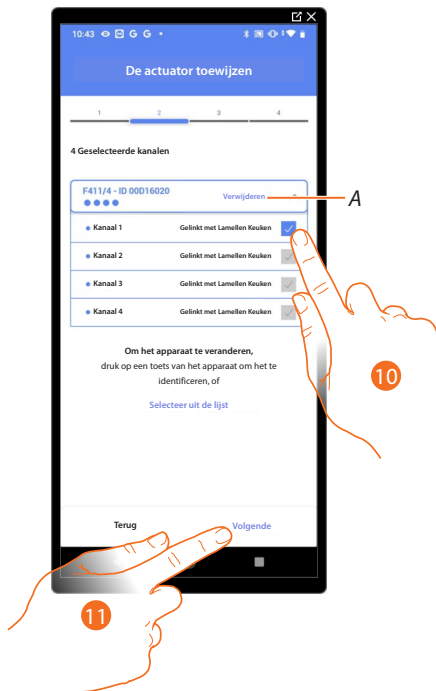 10:43 G G
De actuator toewijzen
1 2 3 4
4 Geselecteerde kanalen
F411/4 - ID 00D16020
Verwijderen
A
Kanaal 1 Gelinkt met Lamellen Keuken
Kanaal 2 Gelinkt met Lamellen Keuken
Kanaal 3 Gelinkt met Lamellen Keuken
Kanaal 4 Gelinkt met Lamellen Keuken
Om het apparaat te veranderen,
druk op een toets van het apparaat om het te
identificeren, of
Selecteer uit de lijst
10
Terug Volgende
11